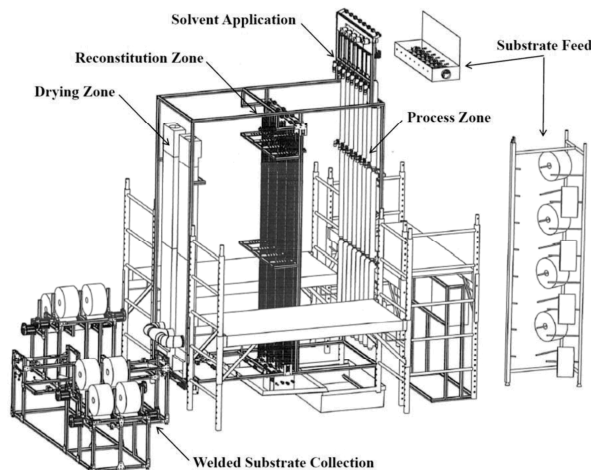 Solvent Application
Substrate Feed
Reconstitution Zone
Drying Zone
Process Zone
Welded Substrate Collection